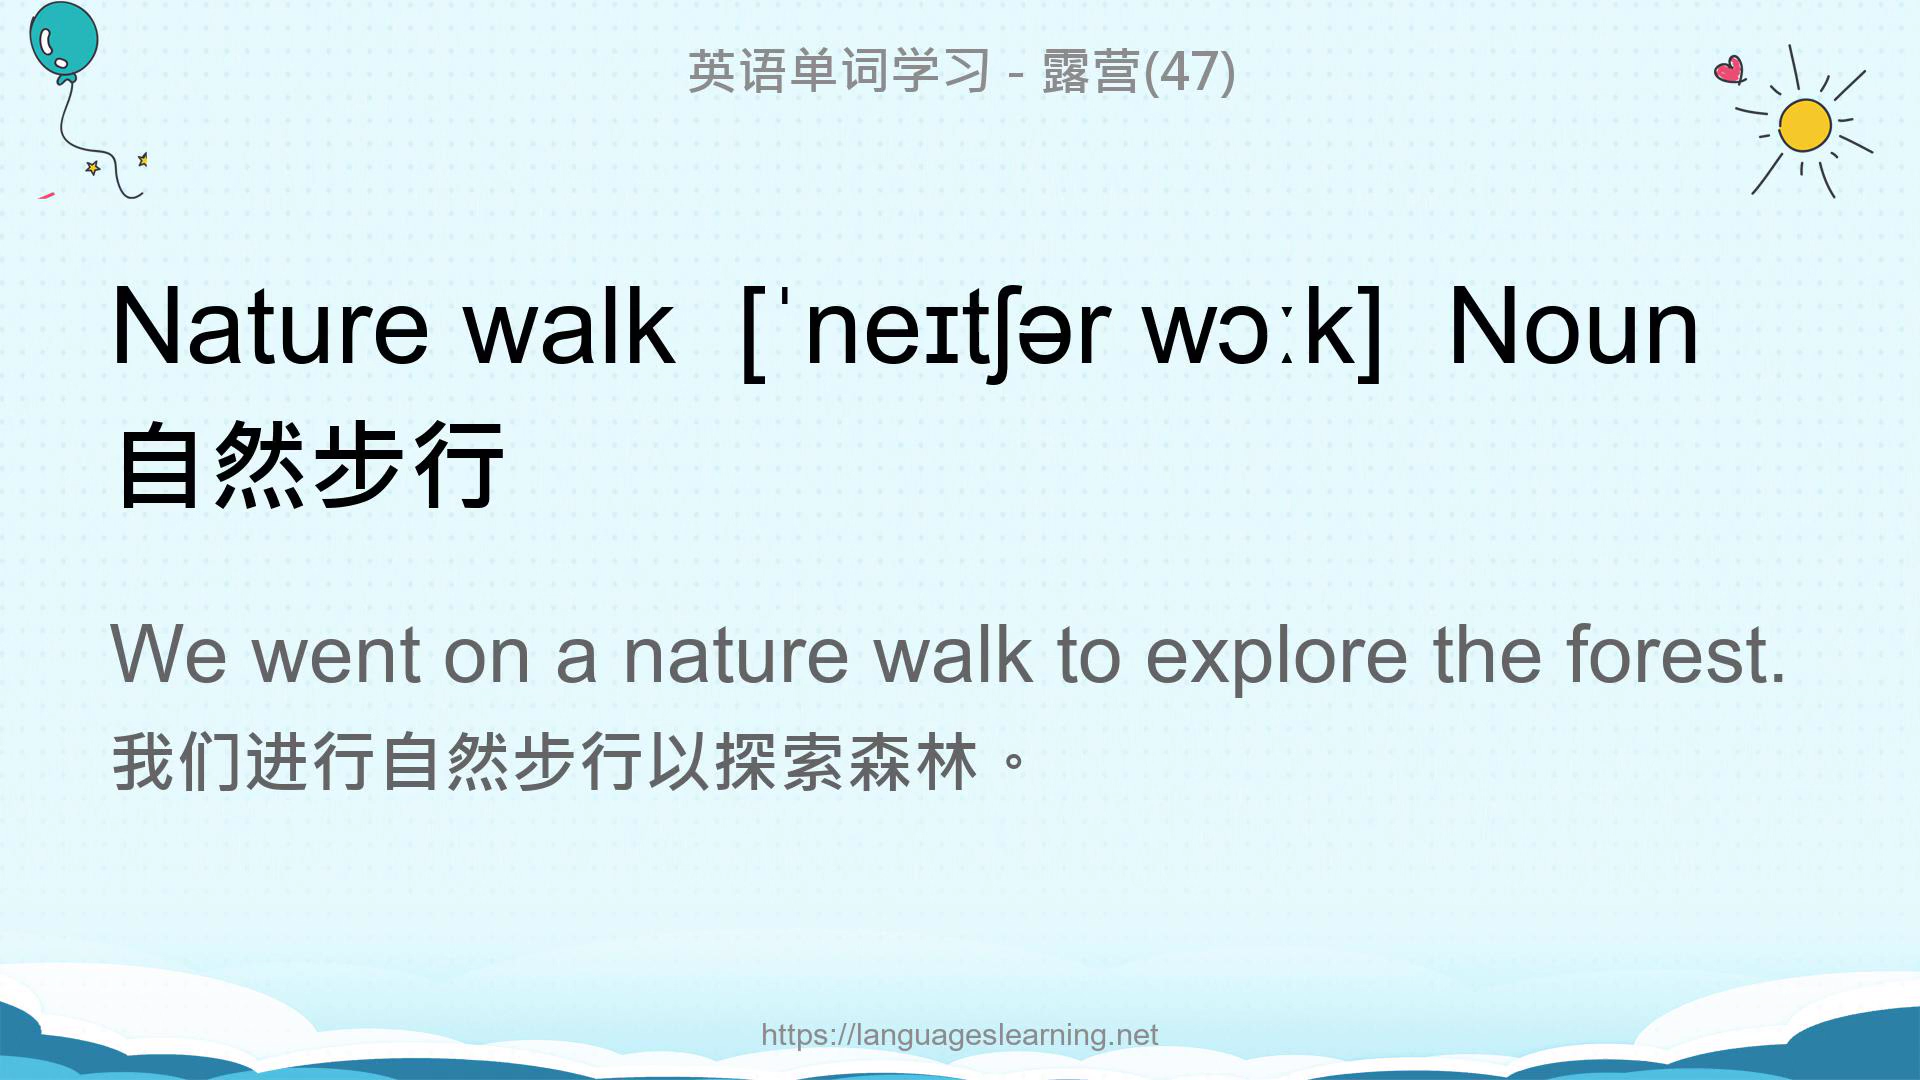 英语单词学习 - 露营(47)
Nature walk [ˈneɪtʃər wɔːk] Noun
自然步行
We went on a nature walk to explore the forest.
我们进行自然步行以探索森林。
https://languageslearning.net